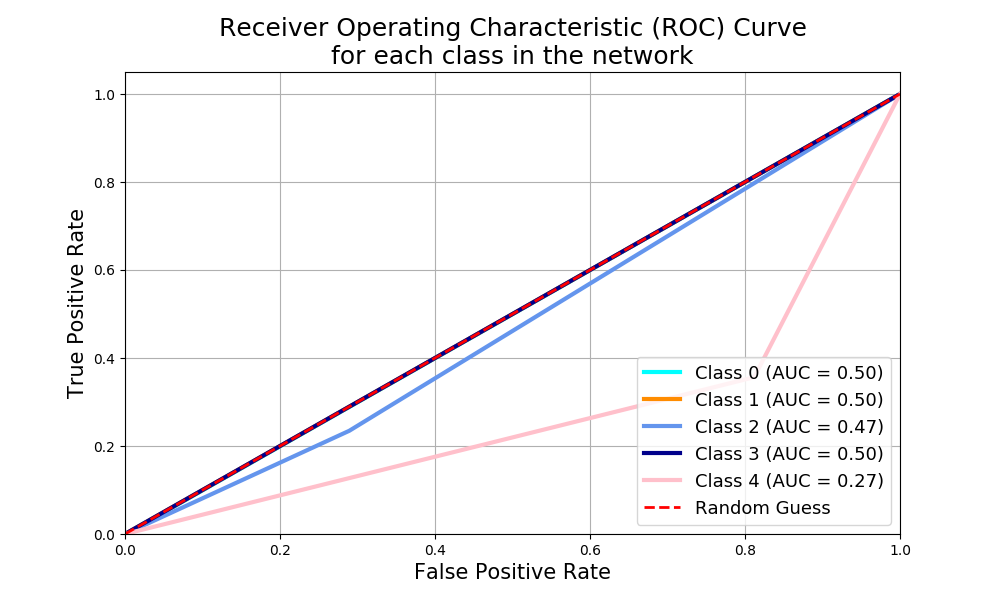 Receiver Operating Characteristic (ROC) Curve
for each class in the network
True Positive Rate
1.0
0.8
0.6
0.4
0.2
0.0
Class 0 (AUC = 0.50)
Class 1 (AUC = 0.50)
Class 2 (AUC = 0.47)
Class 3 (AUC = 0.50)
Class 4 (AUC = 0.27)
Random Guess
0.0 0.2 0.4 0.6 0.8 1.0
False Positive Rate